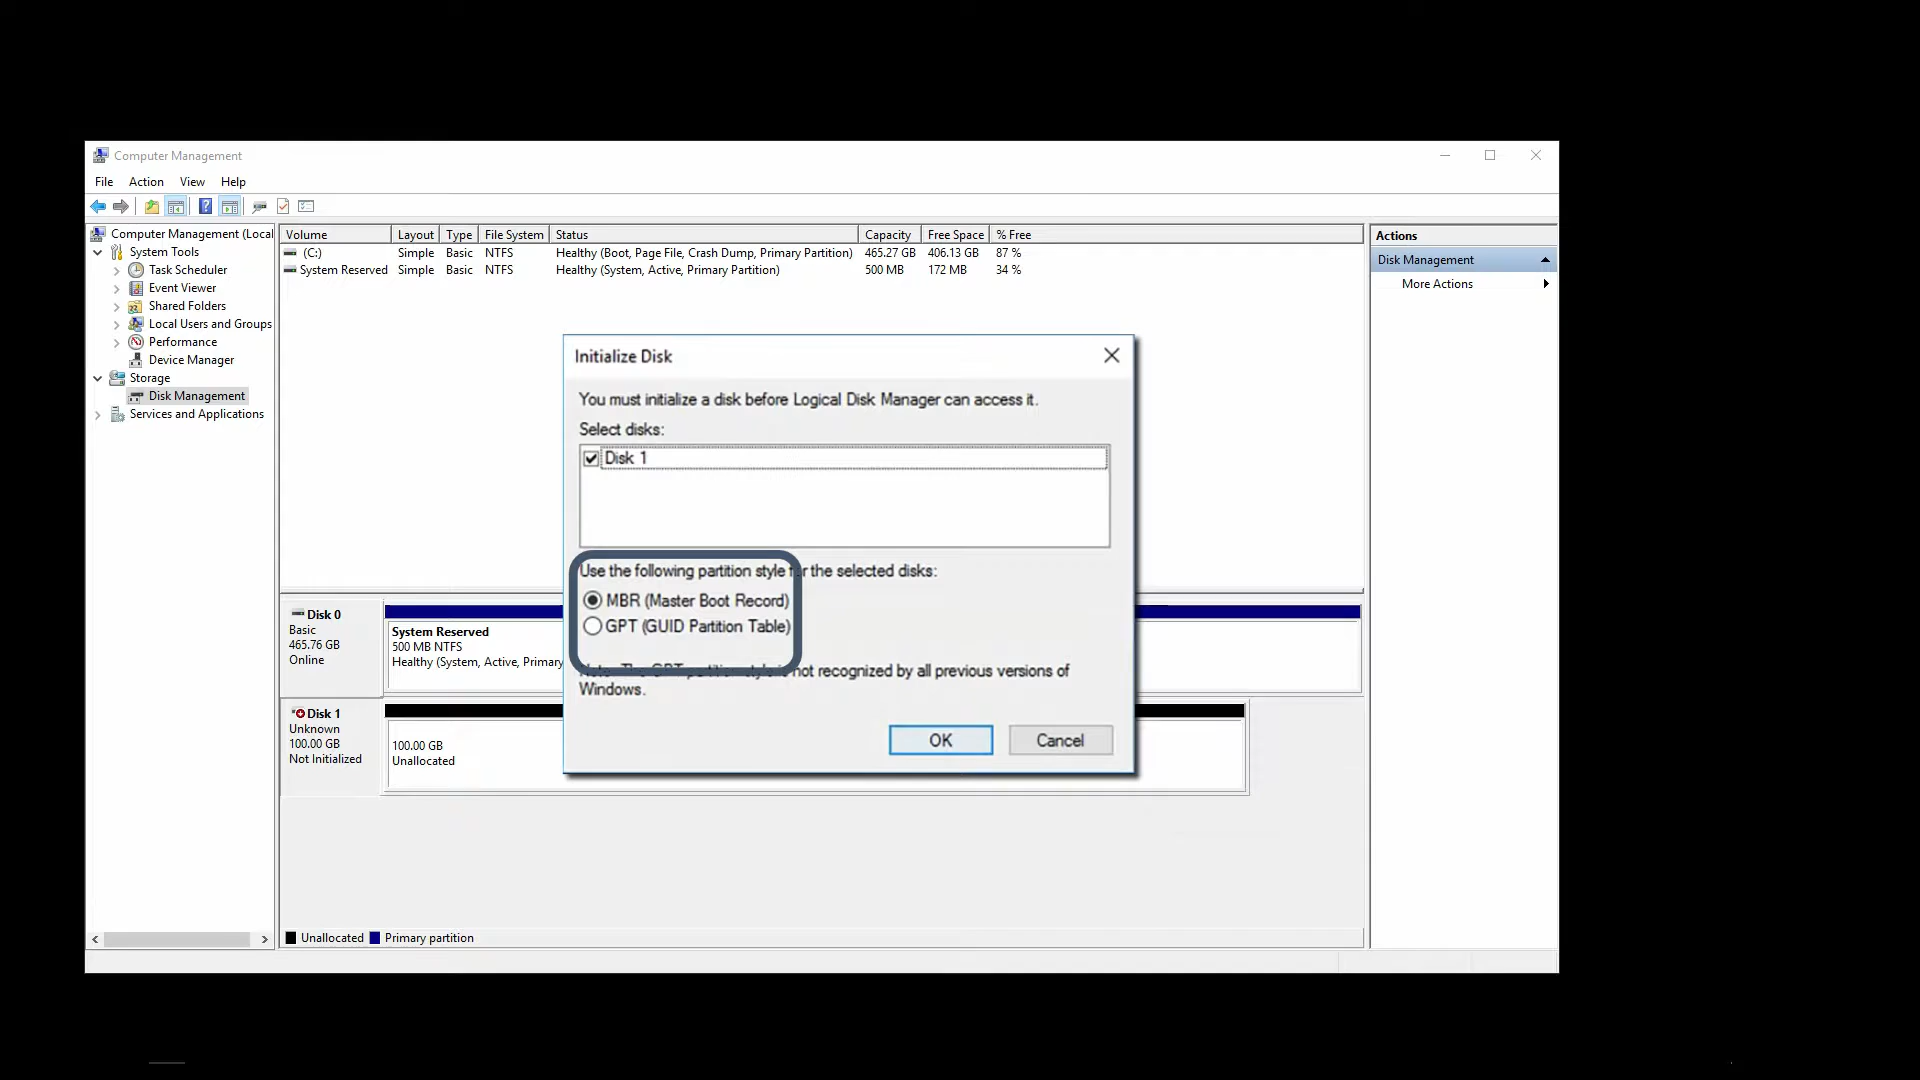 Computer Management
File Action View Help
Computer Management (Local
System Tools
Task Scheduler
Event Viewer
Shared Folders
Local Users and Groups
Performance
Device Manager
Storage
Disk Management
Services and Applications
Volume Layout Type File System Status Capacity Free Space % Free
(C:) Simple Basic NTFS Healthy (Boot, Page File, Crash Dump, Primary Partition) 465.27 GB 406.13 GB 87 %
System Reserved Simple Basic NTFS Healthy (System, Active, Primary Partition) 500 MB 172 MB 34 %
Initialize Disk
You must initialize a disk before Logical Disk Manager can access it.
Select disks:
Disk 1
Use the following partition style for the selected disks:
MBR (Master Boot Record)
GPT (GUID Partition Table)
Note: The GPT partition style is not recognized by all previous versions of
Windows.
OK Cancel
Disk 0
Basic
465.76 GB
Online
System Reserved
500 MB NTFS
Healthy (System, Active, Primary
Disk 1
Unknown
100.00 GB
Not Initialized
100.00 GB
Unallocated
Unallocated Primary partition
Actions
Disk Management
More Actions